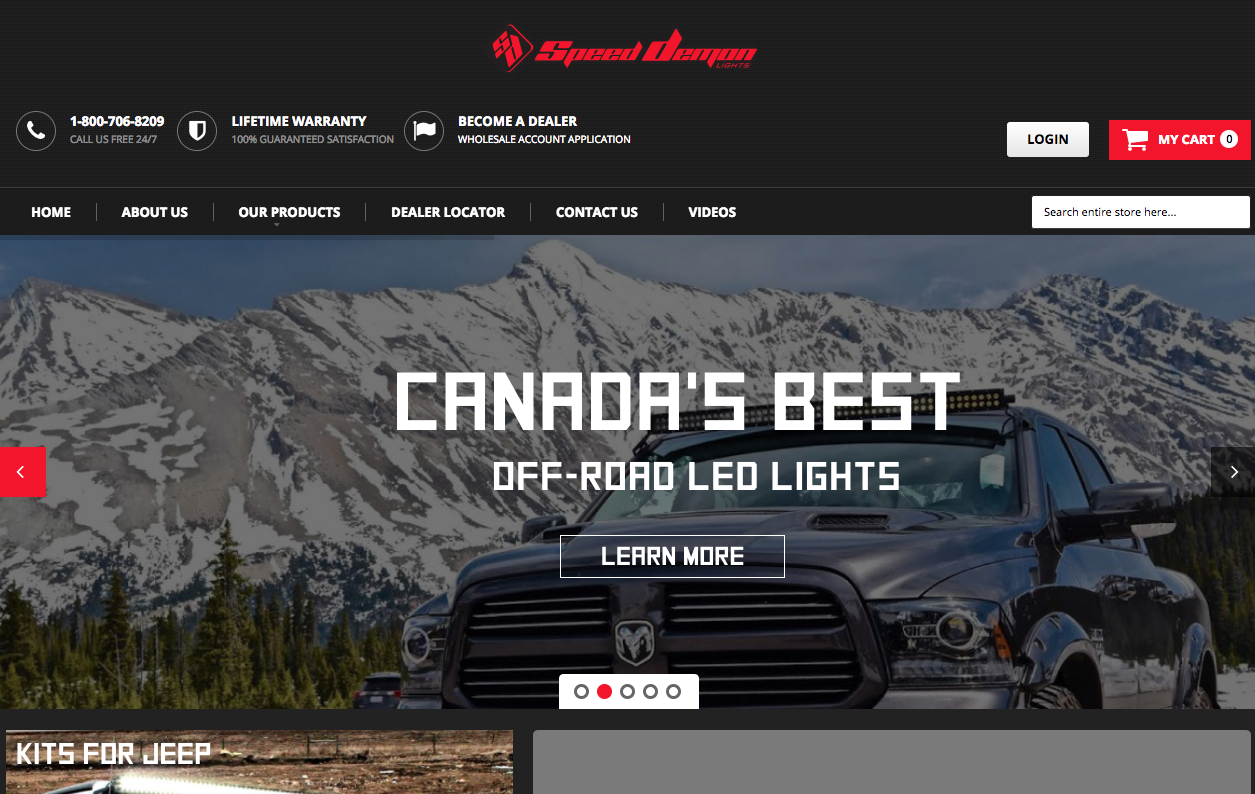 Speed Demon
LIGHTS
1-800-706-8209
CALL US FREE 24/7
LIFETIME WARRANTY
100% GUARANTEED SATISFACTION
BECOME A DEALER
WHOLESALE ACCOUNT APPLICATION
LOGIN
MY CART 0
HOME
ABOUT US
OUR PRODUCTS
DEALER LOCATOR
CONTACT US
VIDEOS
Search entire store here...
CANADA'S BEST
OFF-ROAD LED LIGHTS
LEARN MORE
KITS FOR JEEP